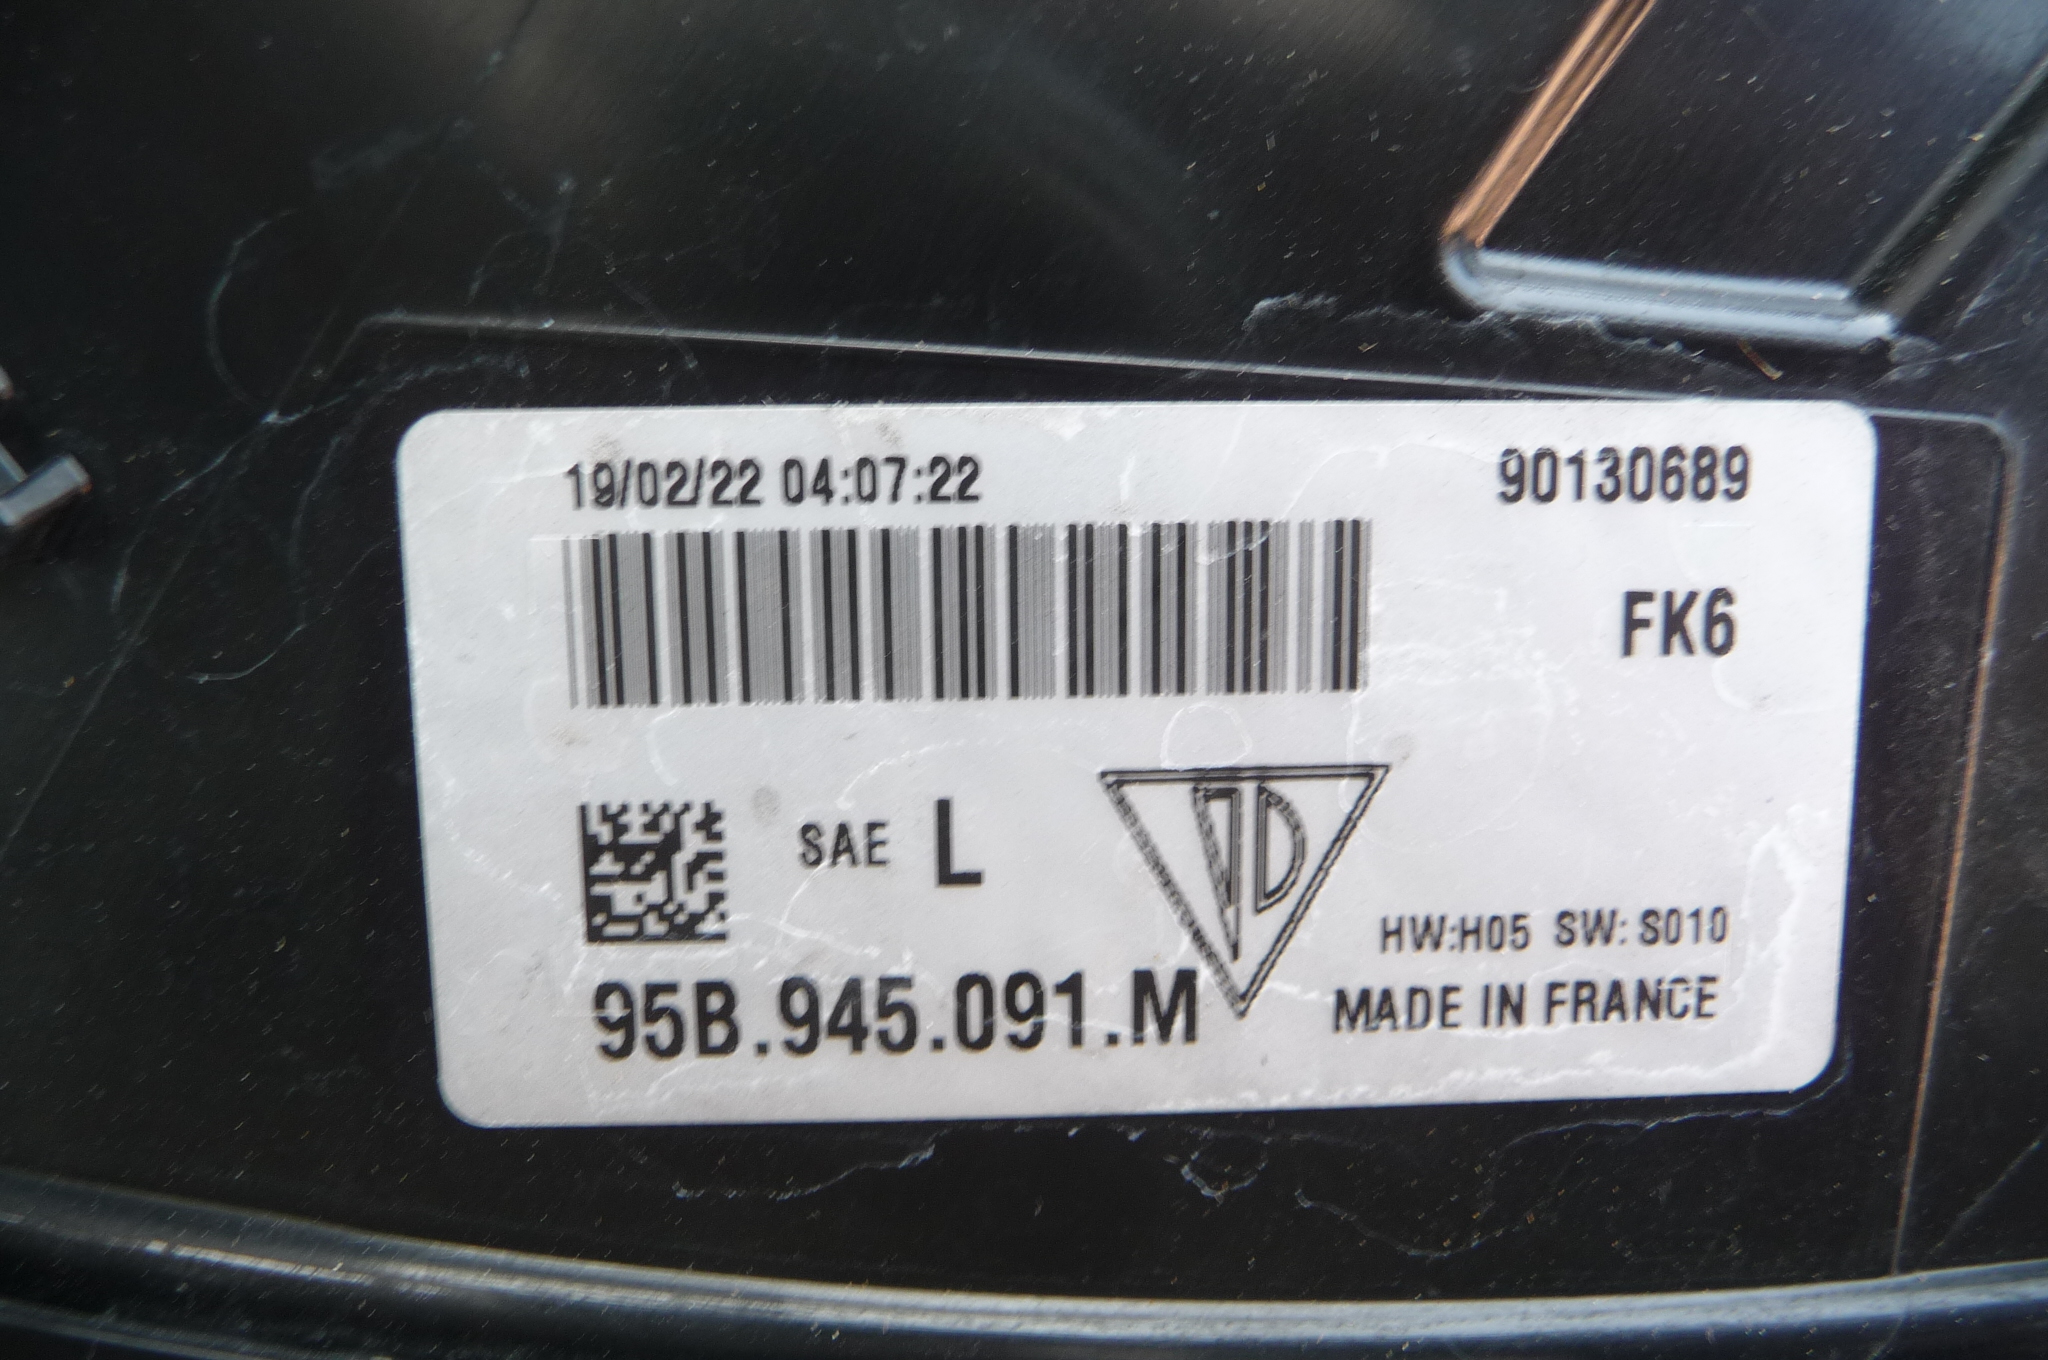 19/02/22 04:07:22 90130689
FK6
SAE L
HW:H05 SW:S010
95B.945.091.M MADE IN FRANCE